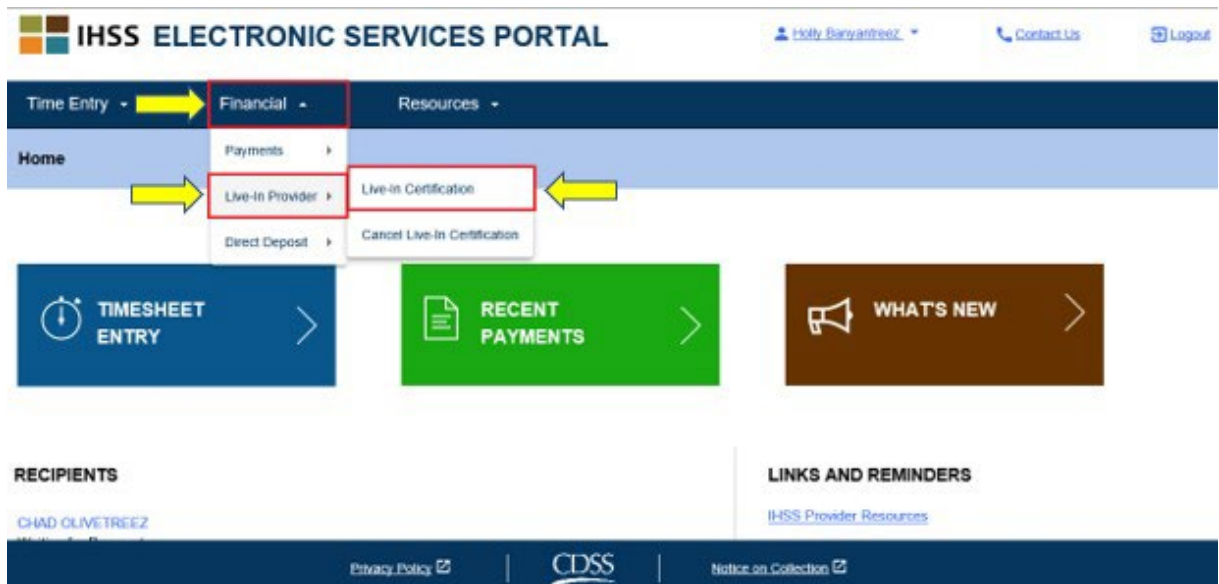 IHSS ELECTRONIC SERVICES PORTAL
Holly Banyantreez
Contact Us
Logout
Time Entry
Financial
Resources
Home
Payments
Live-In Provider
Live-In Certification
Direct Deposit
Cancel Live-In Certification
TIMESHEET
ENTRY
RECENT
PAYMENTS
WHAT'S NEW
RECIPIENTS
LINKS AND REMINDERS
CHAD OLIVETREEZ
IHSS Provider Resources
Privacy Policy
CDSS
Notice on Collection